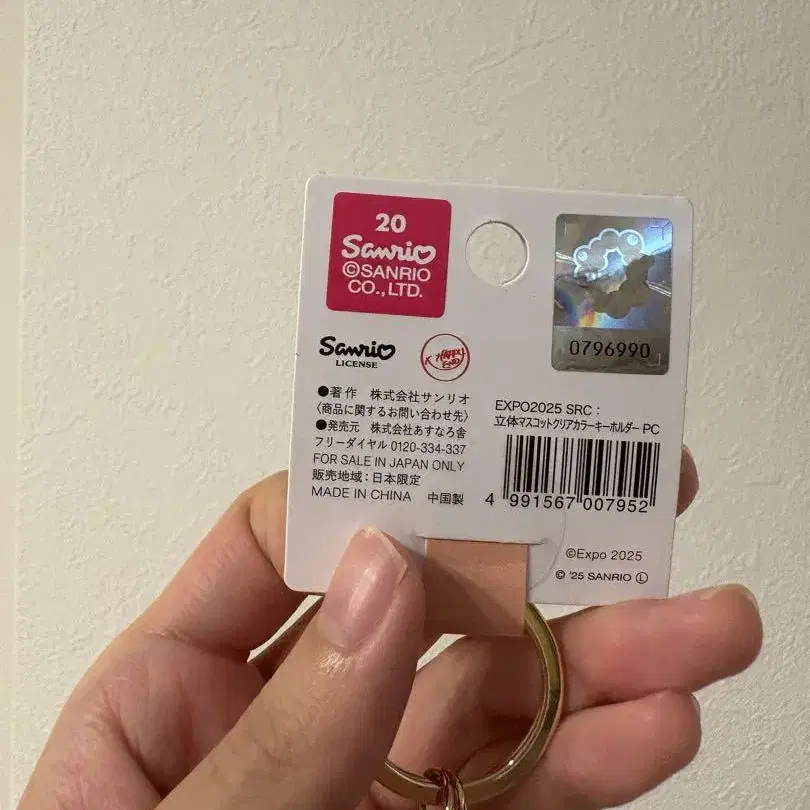 20
Sanrio
©SANRIO
CO.,LTD.
0796990
Sanrio
LICENSE
●著作 株式会社サンリオ
〈商品に関するお問い合わせ先〉
●発売元 株式会社あすなろ舎
フリーダイヤル 0120-334-337
FOR SALE IN JAPAN ONLY
販売地域：日本限定
MADE IN CHINA 中国製
EXPO2025 SRC：
立体マスコットクリアカラーキーホルダー PC
4 991567 007952
©Expo 2025
© '25 SANRIO Ⓛ